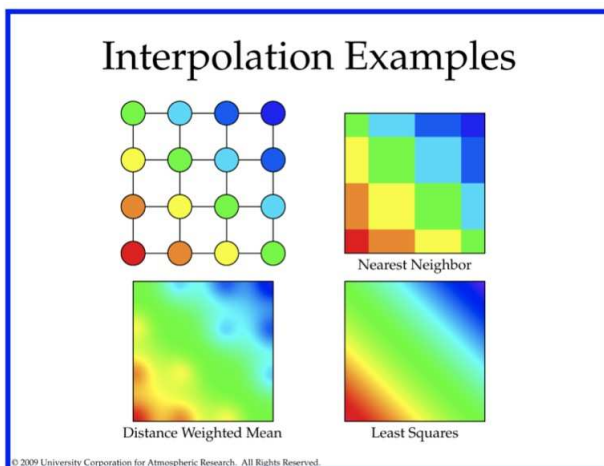 Interpolation Examples
Nearest Neighbor
Distance Weighted Mean
Least Squares
© 2009 University Corporation for Atmospheric Research. All Rights Reserved.